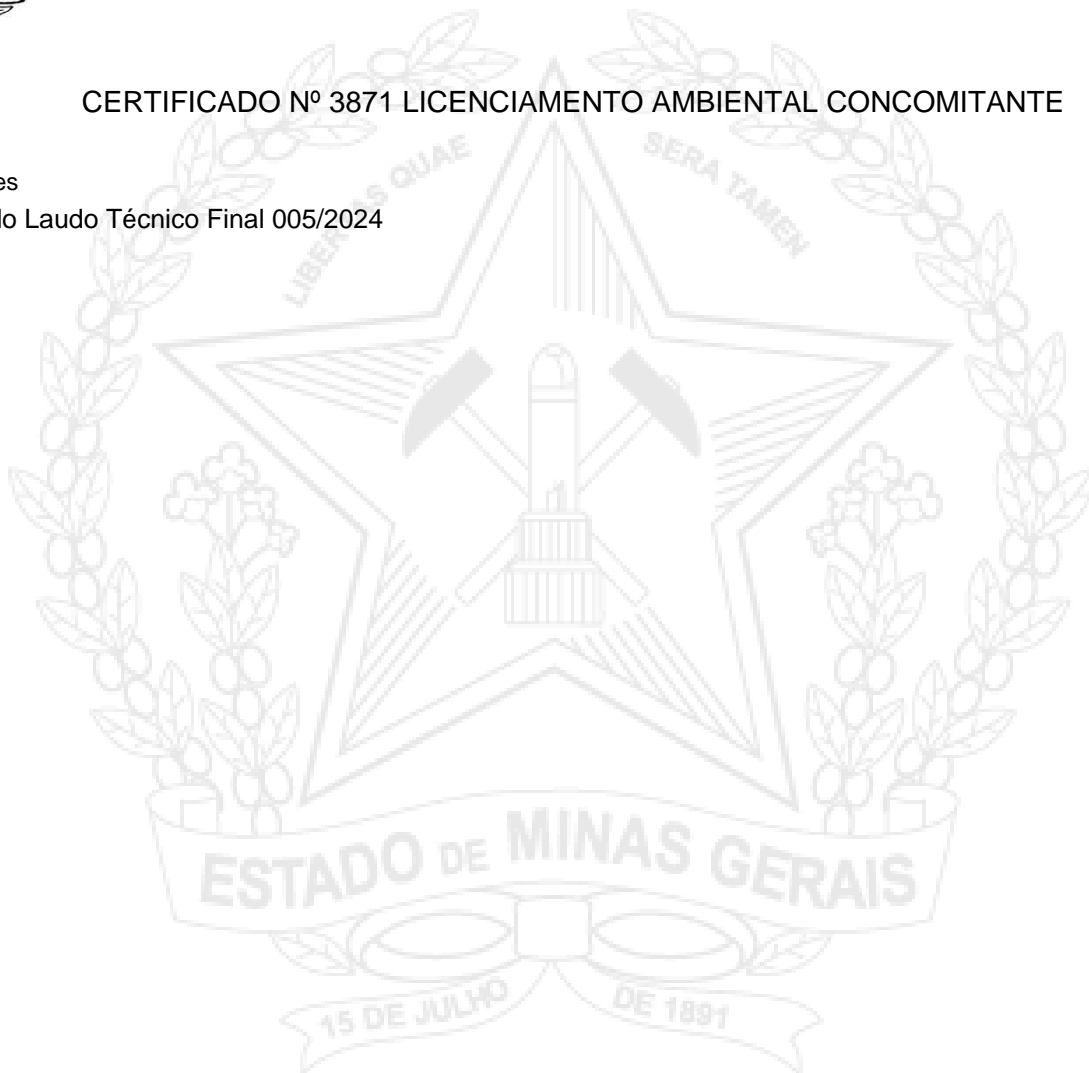 CERTIFICADO Nº 3871 LICENCIAMENTO AMBIENTAL CONCOMITANTE
LIBERTAS QUAE SERA TAMEN
es
do Laudo Técnico Final 005/2024
ESTADO DE MINAS GERAIS
15 DE JULHO DE 1891